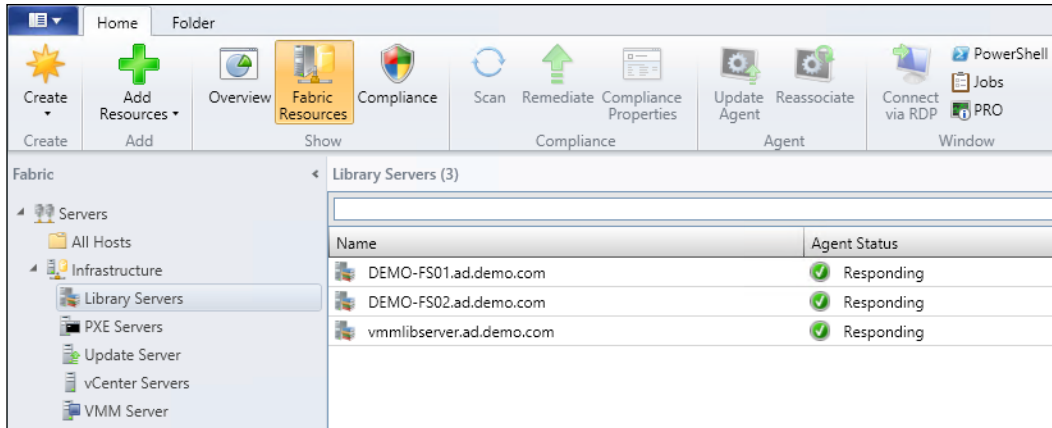 Home Folder
Create
Add Resources
Overview
Fabric Resources
Compliance
Scan
Remediate
Compliance Properties
Update Agent
Reassociate
Connect via RDP
PowerShell
Jobs
PRO
Create
Add
Show
Compliance
Agent
Window
Fabric
Library Servers (3)
Servers
All Hosts
Infrastructure
Library Servers
PXE Servers
Update Server
vCenter Servers
VMM Server
Name Agent Status
DEMO-FS01.ad.demo.com Responding
DEMO-FS02.ad.demo.com Responding
vmmlibserver.ad.demo.com Responding